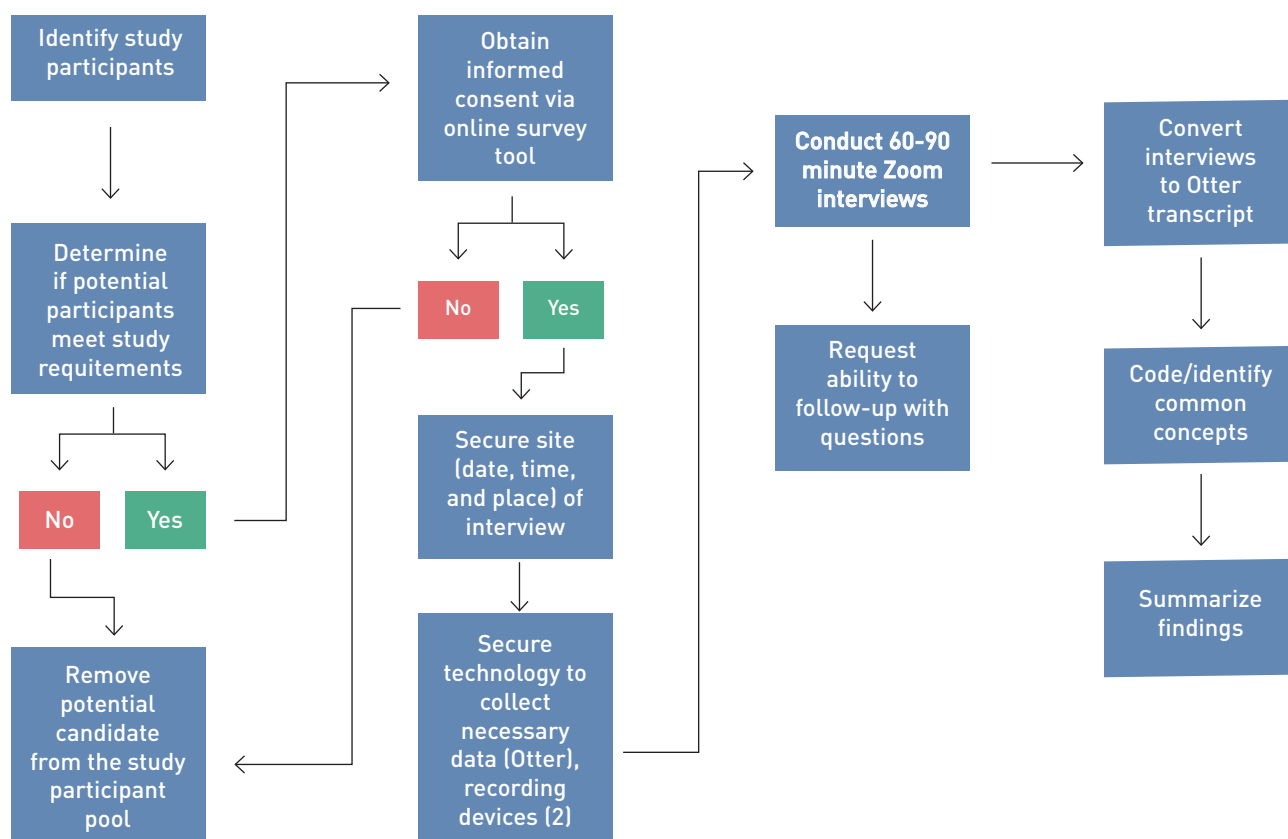 Identify study
participants
Determine
if potential
participants
meet study
requitements
No
Yes
Remove
potential
candidate
from the study
participant
pool
Obtain
informed
consent via
online survey
tool
No
Yes
Secure site
(date, time,
and place) of
interview
Secure
technology to
collect
necessary
data (Otter),
recording
devices (2)
Conduct 60-90
minute Zoom
interviews
Request
ability to
follow-up with
questions
Convert
interviews
to Otter
transcript
Code/identify
common
concepts
Summarize
findings